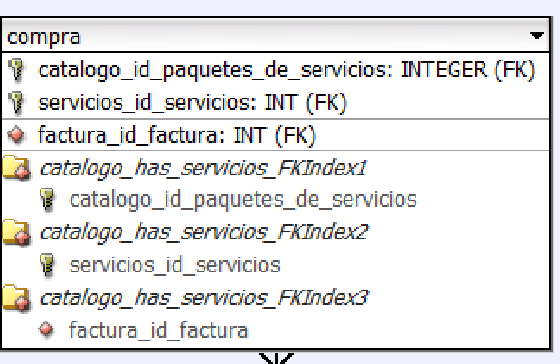 compra
catalogo_id_paquetes_de_servicios: INTEGER (FK)
servicios_id_servicios: INT (FK)
factura_id_factura: INT (FK)
catalogo_has_servicios_FKIndex1
catalogo_id_paquetes_de_servicios
catalogo_has_servicios_FKIndex2
servicios_id_servicios
catalogo_has_servicios_FKIndex3
factura_id_factura